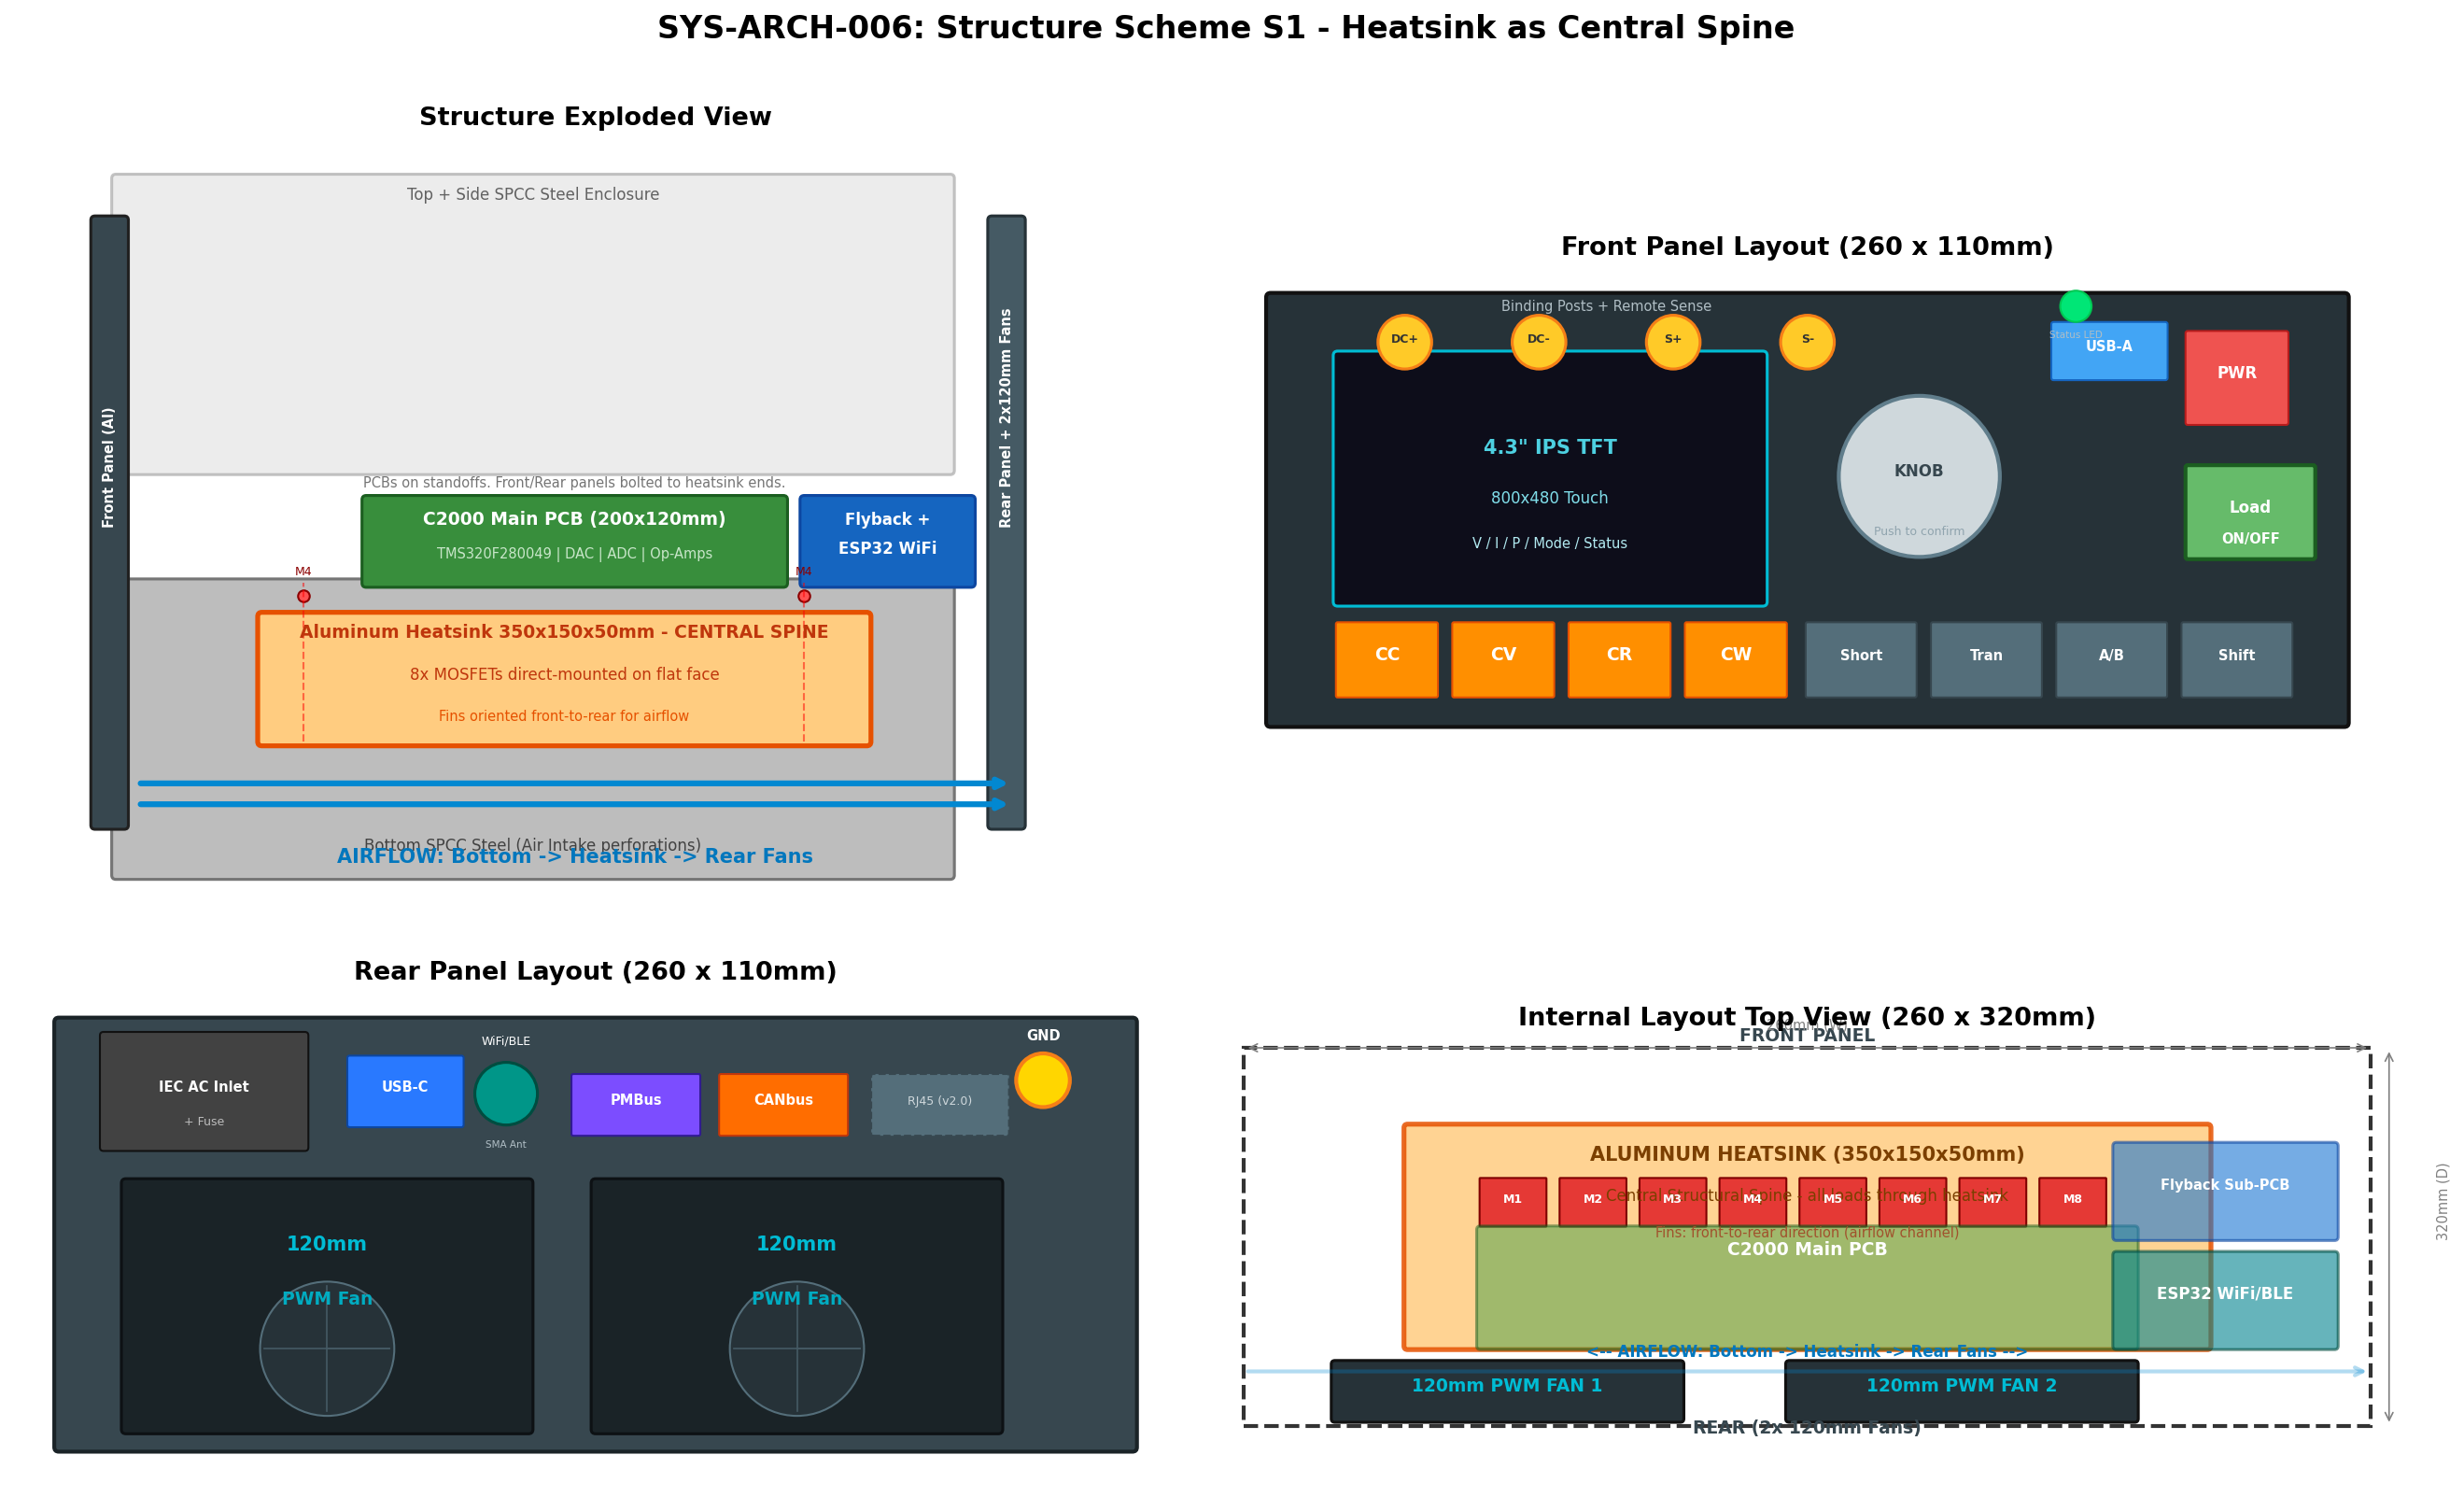 SYS-ARCH-006: Structure Scheme S1 - Heatsink as Central Spine
Structure Exploded View
Top + Side SPCC Steel Enclosure
Front Panel (Al)
Rear Panel + 2x120mm Fans
PCBs on standoffs. Front/Rear panels bolted to heatsink ends.
C2000 Main PCB (200x120mm)
TMS320F280049 | DAC | ADC | Op-Amps
Flyback +
ESP32 WiFi
M4
M4
Aluminum Heatsink 350x150x50mm - CENTRAL SPINE
8x MOSFETs direct-mounted on flat face
Fins oriented front-to-rear for airflow
Bottom SPCC Steel (Air Intake perforations)
AIRFLOW: Bottom -> Heatsink -> Rear Fans
Front Panel Layout (260 x 110mm)
Binding Posts + Remote Sense
DC+
DC-
S+
S-
Status LED
USB-A
PWR
4.3" IPS TFT
800x480 Touch
V / I / P / Mode / Status
KNOB
Push to confirm
Load
ON/OFF
CC
CV
CR
CW
Short
Tran
A/B
Shift
Rear Panel Layout (260 x 110mm)
IEC AC Inlet
+ Fuse
USB-C
WiFi/BLE
SMA Ant
PMBus
CANbus
RJ45 (v2.0)
GND
120mm
PWM Fan
120mm
PWM Fan
Internal Layout Top View (260 x 320mm)
FRONT PANEL
320mm (D)
ALUMINUM HEATSINK (350x150x50mm)
Central Structural Spine - all loads through heatsink
M1
M2
M3
M4
M5
M6
M7
M8
Fins: front-to-rear direction (airflow channel)
C2000 Main PCB
Flyback Sub-PCB
ESP32 WiFi/BLE
<-- AIRFLOW: Bottom -> Heatsink -> Rear Fans -->
120mm PWM FAN 1
120mm PWM FAN 2
REAR (2x 120mm Fans)